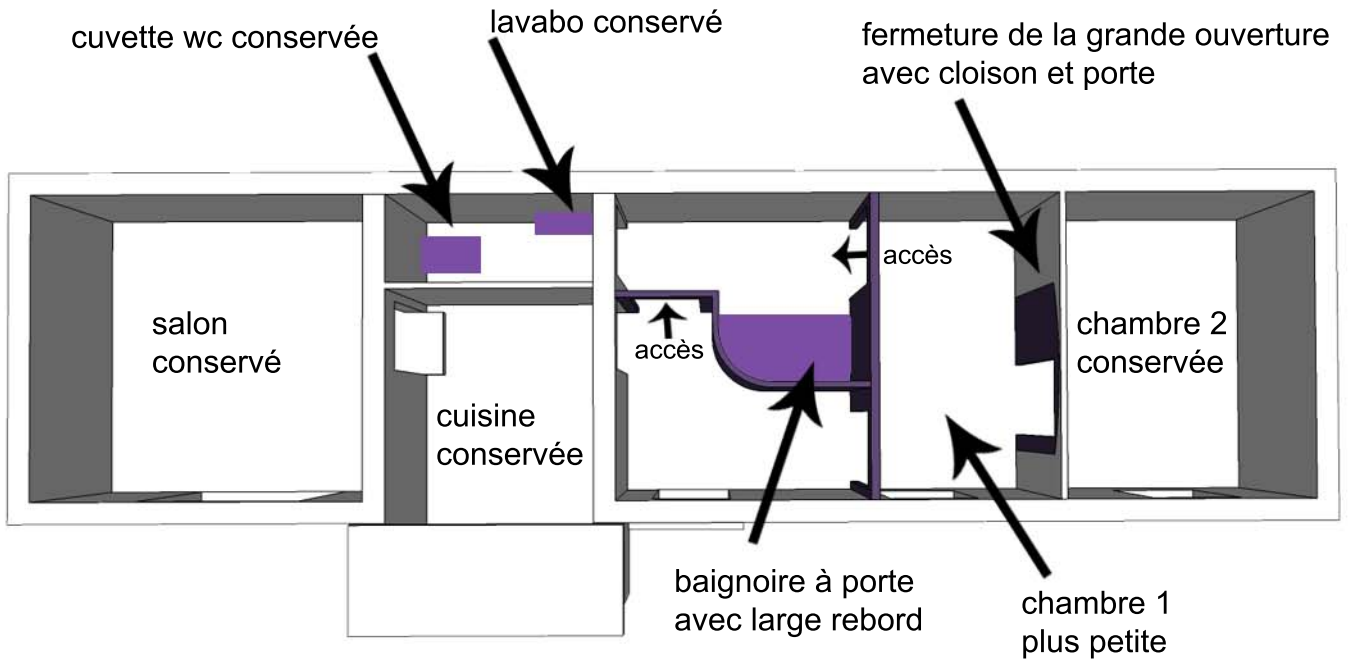 cuvette wc conservée
lavabo conservé
fermeture de la grande ouverture
avec cloison et porte
accès
salon
conservé
accès
chambre 2
conservée
cuisine
conservée
baignoire à porte
avec large rebord
chambre 1
plus petite